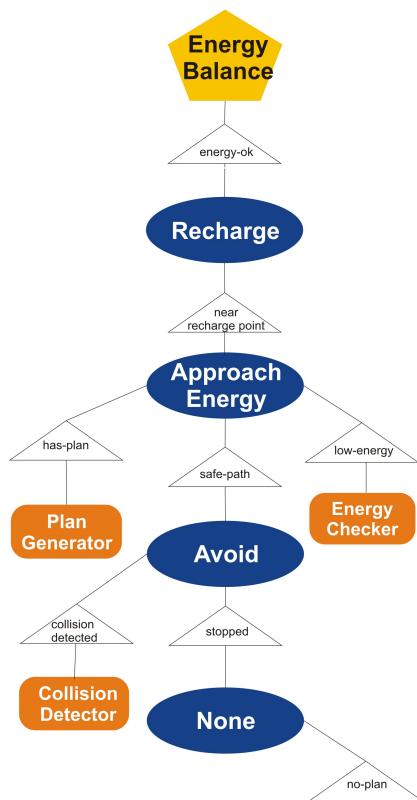 Energy
Balance
energy-ok
Recharge
near
recharge point
Approach
Energy
has-plan
low-energy
safe-path
Plan
Generator
Energy
Checker
Avoid
collision
detected
stopped
Collision
Detector
None
no-plan